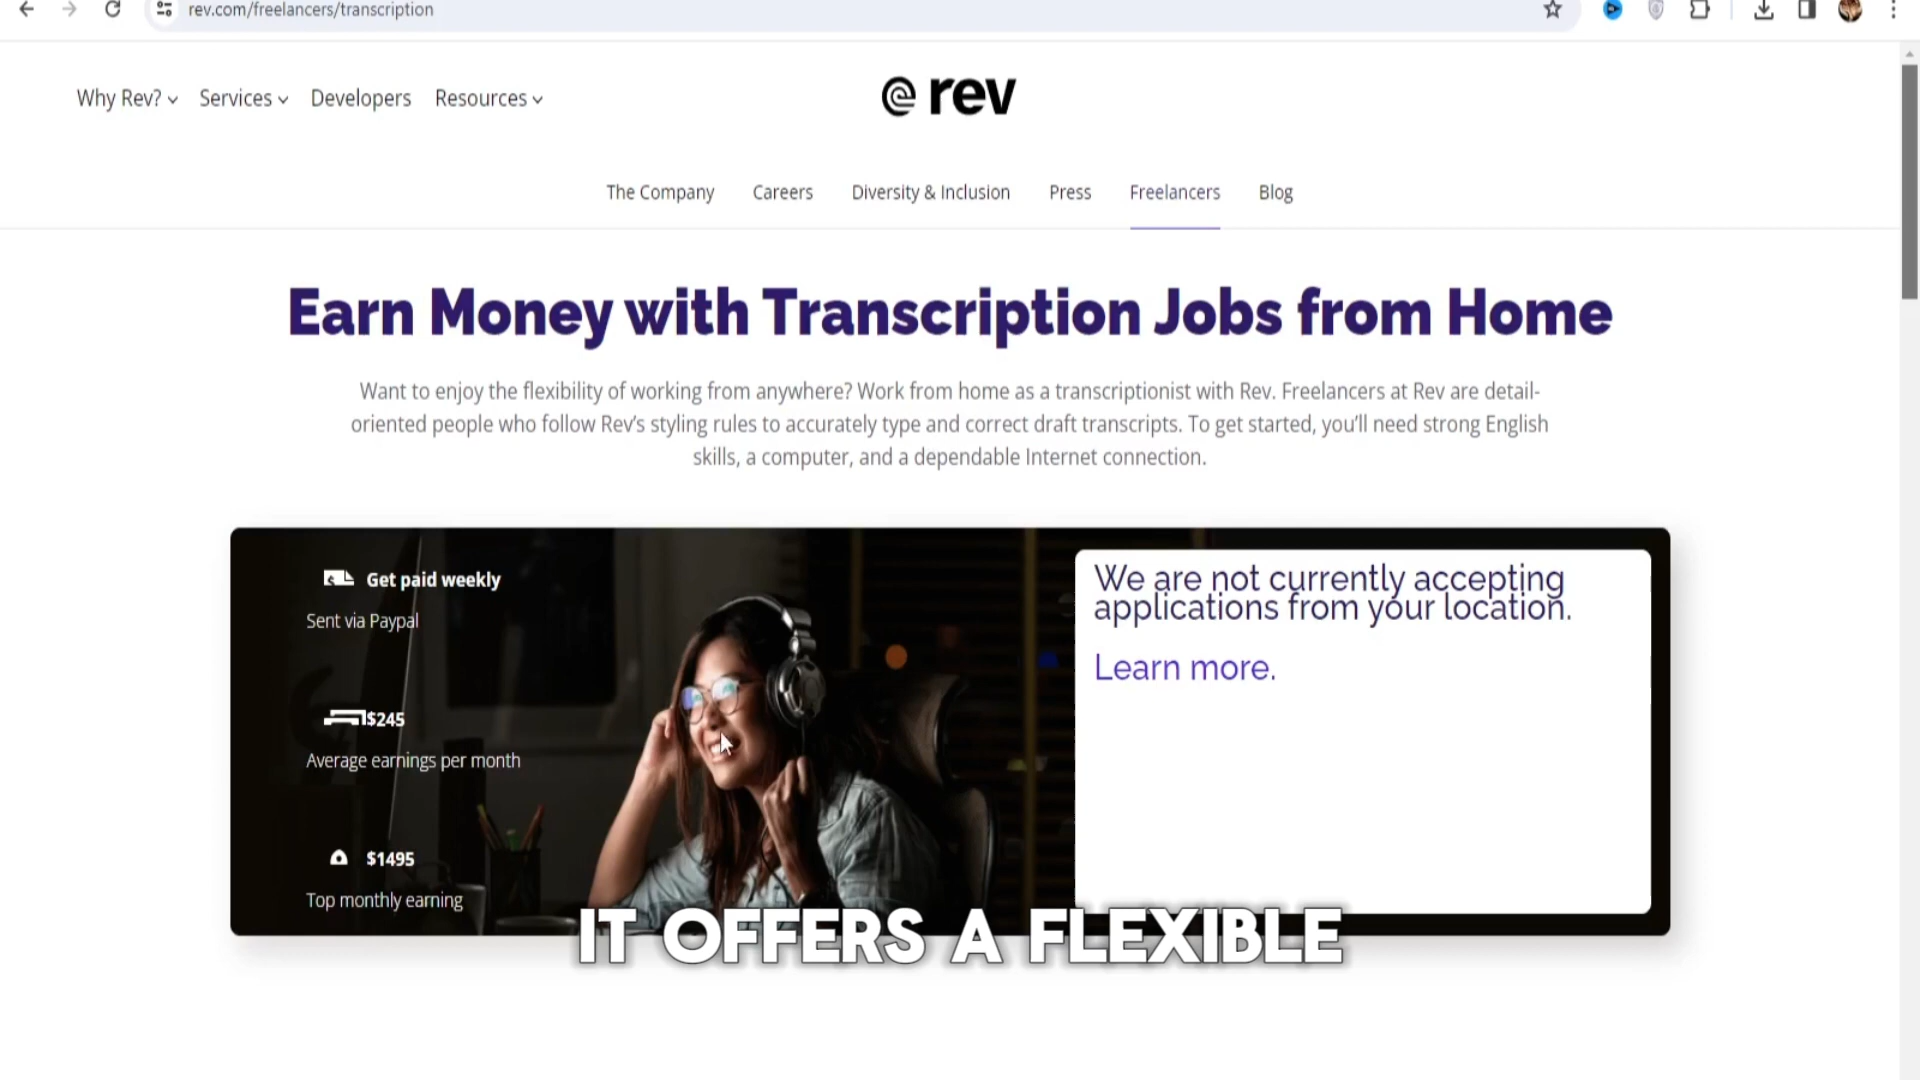 rev.com/freelancers/transcription
Why Rev? Services Developers Resources
rev
The Company Careers Diversity & Inclusion Press Freelancers Blog
Earn Money with Transcription Jobs from Home
Want to enjoy the flexibility of working from anywhere? Work from home as a transcriptionist with Rev. Freelancers at Rev are detail-
oriented people who follow Rev's styling rules to accurately type and correct draft transcripts. To get started, you'll need strong English
skills, a computer, and a dependable Internet connection.
Get paid weekly
Sent via Paypal
$245
Average earnings per month
$1495
Top monthly earning
We are not currently accepting
applications from your location.
Learn more.
IT OFFERS A FLEXIBLE